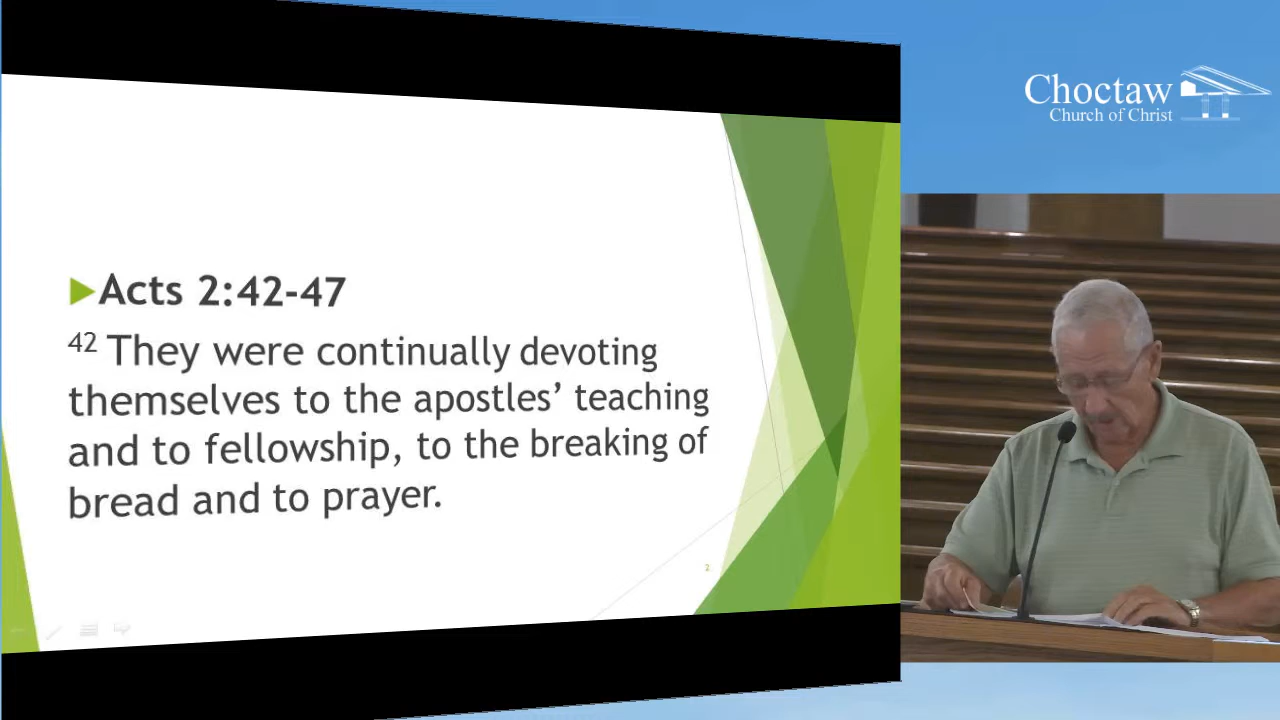 Choctaw
Church of Christ
Acts 2:42-47
42 They were continually devoting
themselves to the apostles’ teaching
and to fellowship, to the breaking of
bread and to prayer.
2